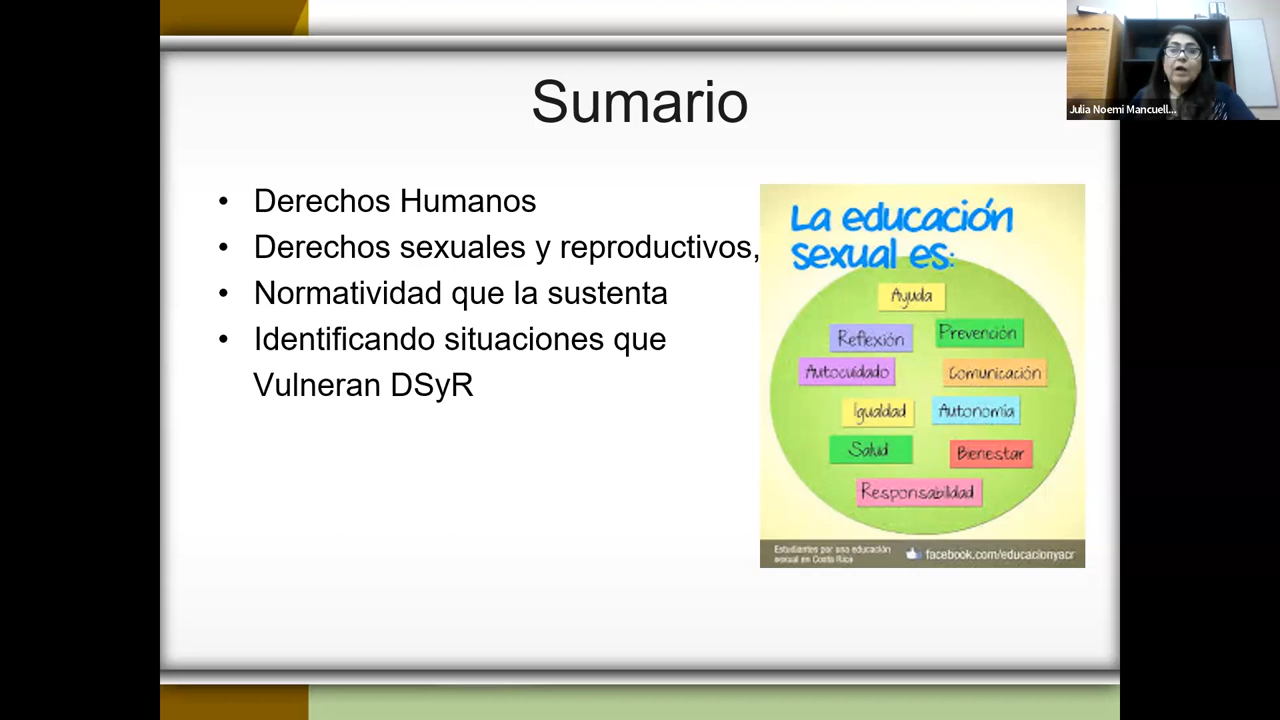 Sumario
• Derechos Humanos
• Derechos sexuales y reproductivos,
• Normatividad que la sustenta
• Identificando situaciones que
Vulneran DSyR
La educación
sexual es:
Ayuda
Reflexión
Prevención
Autocuidado
Comunicación
Igualdad
Autonomía
Salud
Bienestar
Responsabilidad
Estudiantes por una educación
sexual en Costa Rica
facebook.com/educacionyacr
Julia Noemi Mancuell...